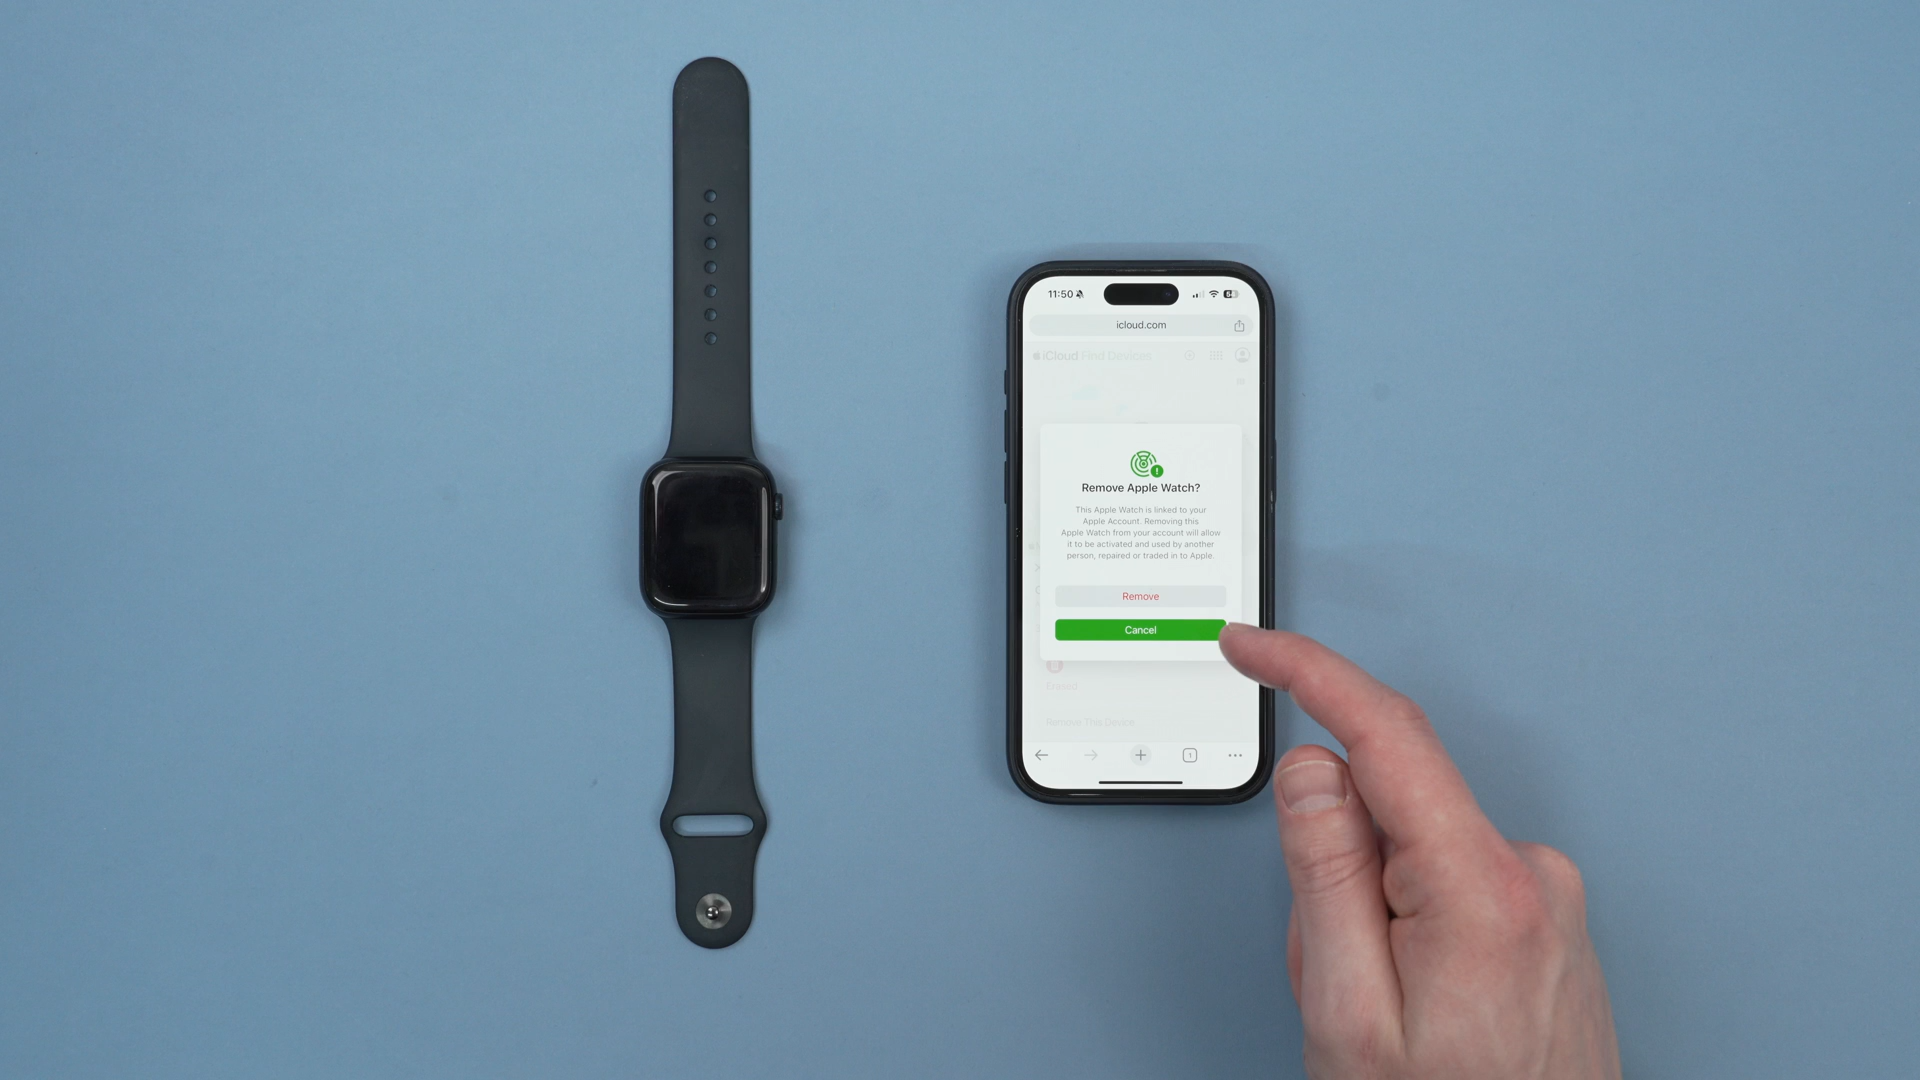 11:50
icloud.com
iCloud Find Devices
Remove Apple Watch?
This Apple Watch is linked to your
Apple Account. Removing this
Apple Watch from your account will allow
it to be activated and used by another
person, repaired or traded in to Apple.
Remove
Cancel
Remove This Device
1